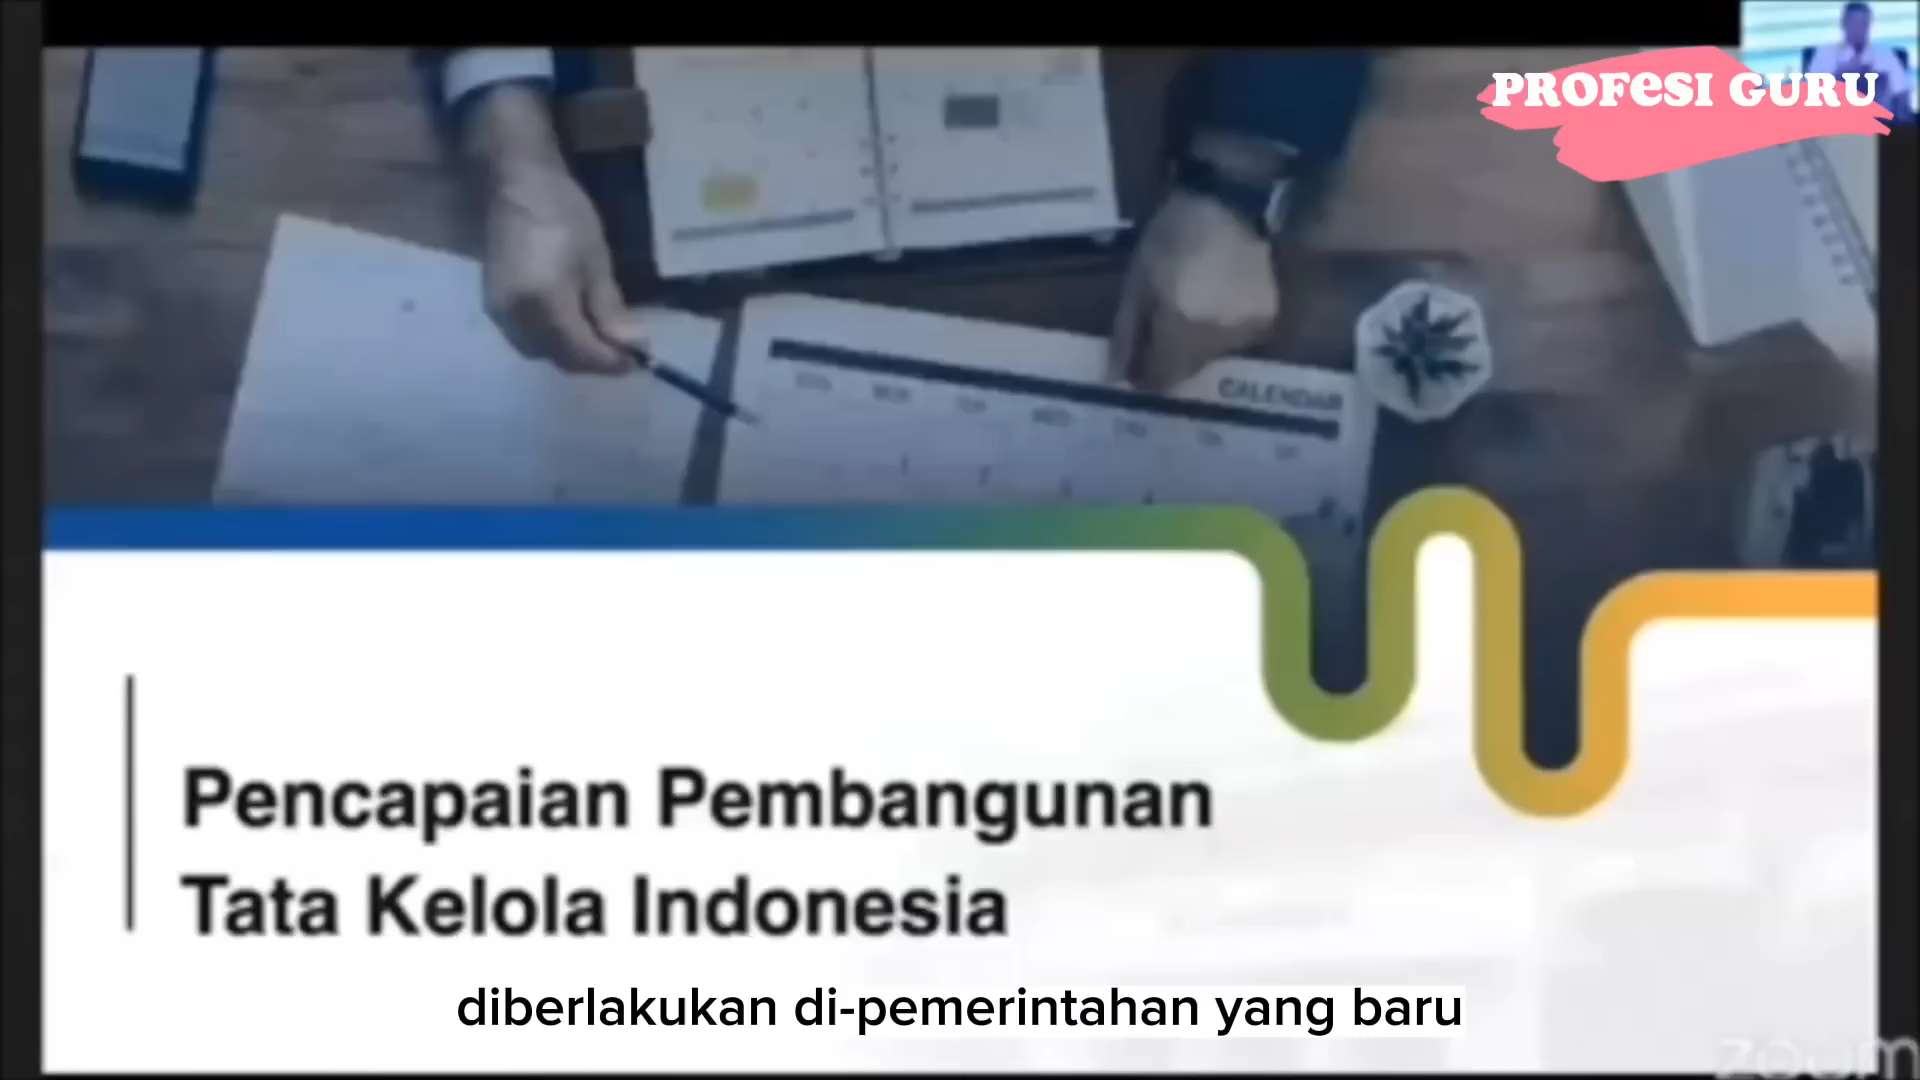 PROFESI GURU
CALENDAR
Pencapaian Pembangunan
Tata Kelola Indonesia
diberlakukan di-pemerintahan yang baru
zoom